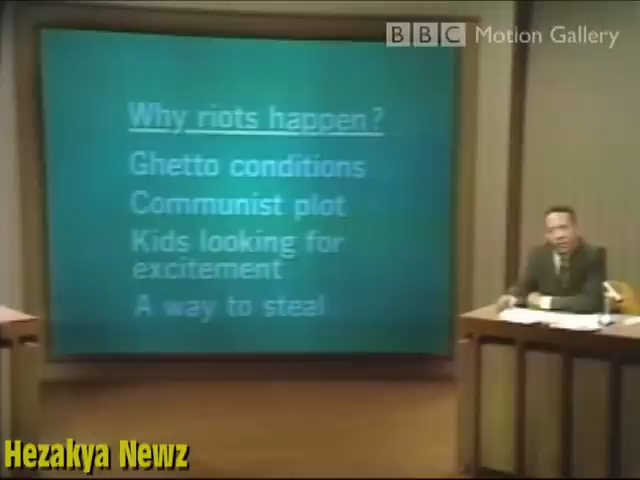 BBC Motion Gallery
Why riots happen?
Ghetto conditions
Communist plot
Kids looking for
excitement
A way to steal
Hezakya Newz